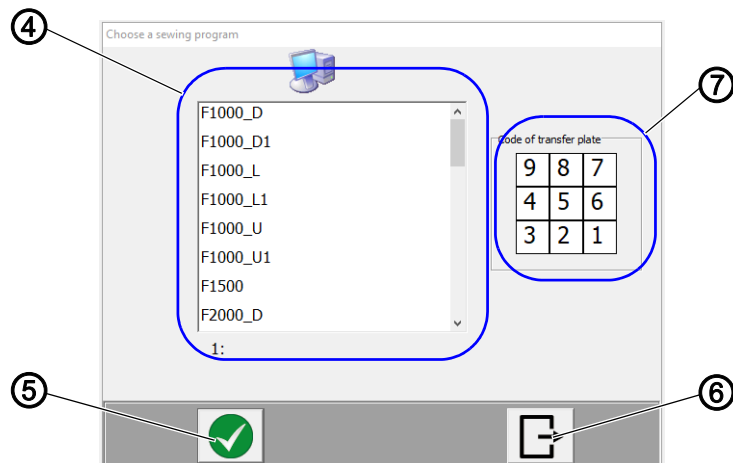 ④
Choose a sewing program
⑦
F1000_D
F1000_D1
F1000_L
F1000_L1
F1000_U
F1000_U1
F1500
F2000_D
1:
Code of transfer plate
9 8 7
4 5 6
3 2 1
⑤
⑥